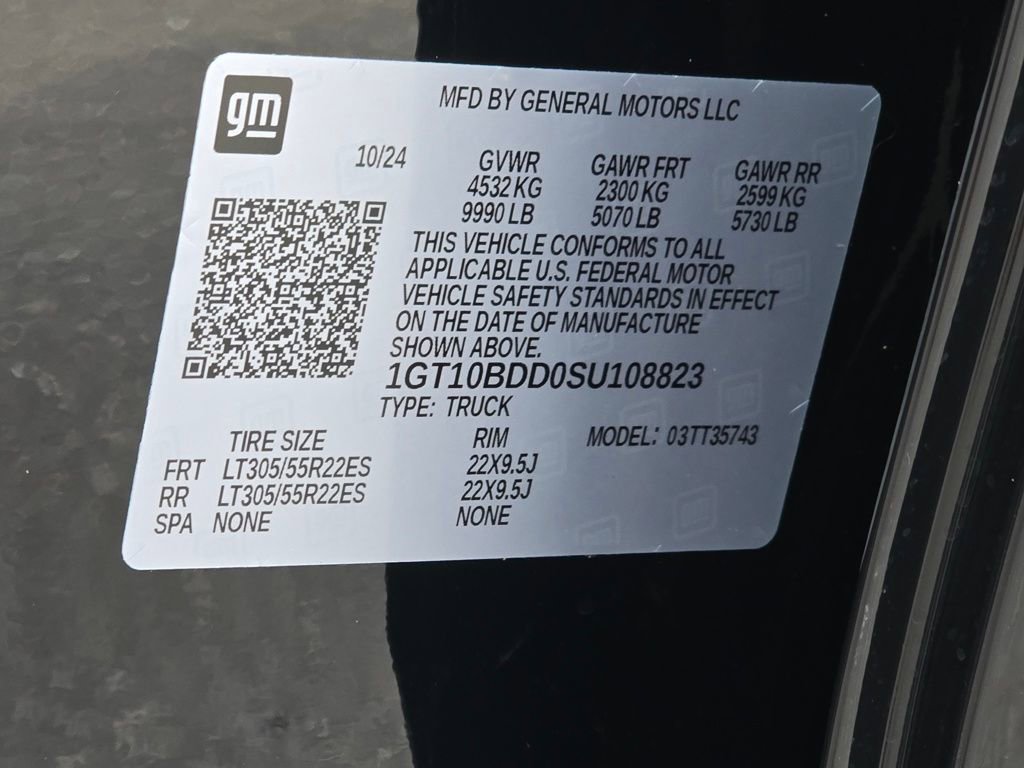 gm
MFD BY GENERAL MOTORS LLC
10/24 GVWR GAWR FRT GAWR RR
4532 KG 2300 KG 2599 KG
9990 LB 5070 LB 5730 LB
THIS VEHICLE CONFORMS TO ALL
APPLICABLE U.S. FEDERAL MOTOR
VEHICLE SAFETY STANDARDS IN EFFECT
ON THE DATE OF MANUFACTURE
SHOWN ABOVE.
1GT10BDD0SU108823
TYPE: TRUCK
TIRE SIZE RIM MODEL: 03TT35743
FRT LT305/55R22ES 22X9.5J
RR LT305/55R22ES 22X9.5J
SPA NONE NONE